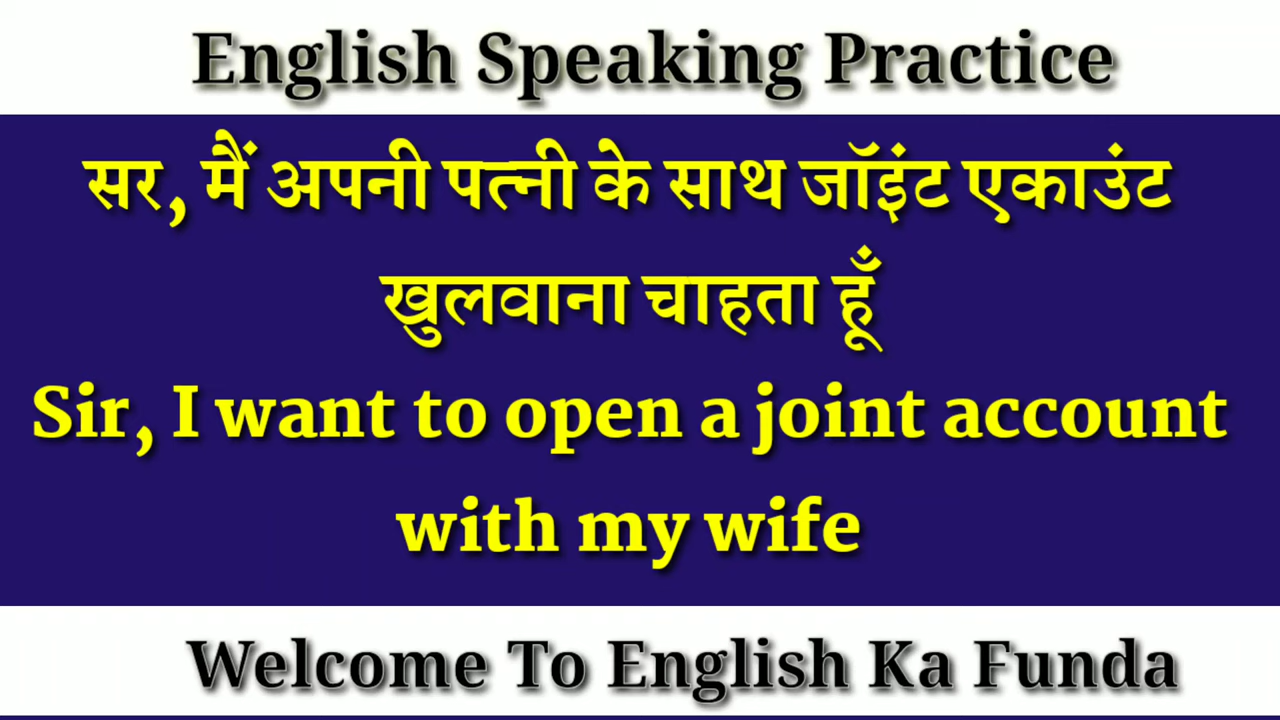 English Speaking Practice
सर, मैं अपनी पत्नी के साथ जॉइंट एकाउंट
खुलवाना चाहता हूँ
Sir, I want to open a joint account
with my wife
Welcome To English Ka Funda